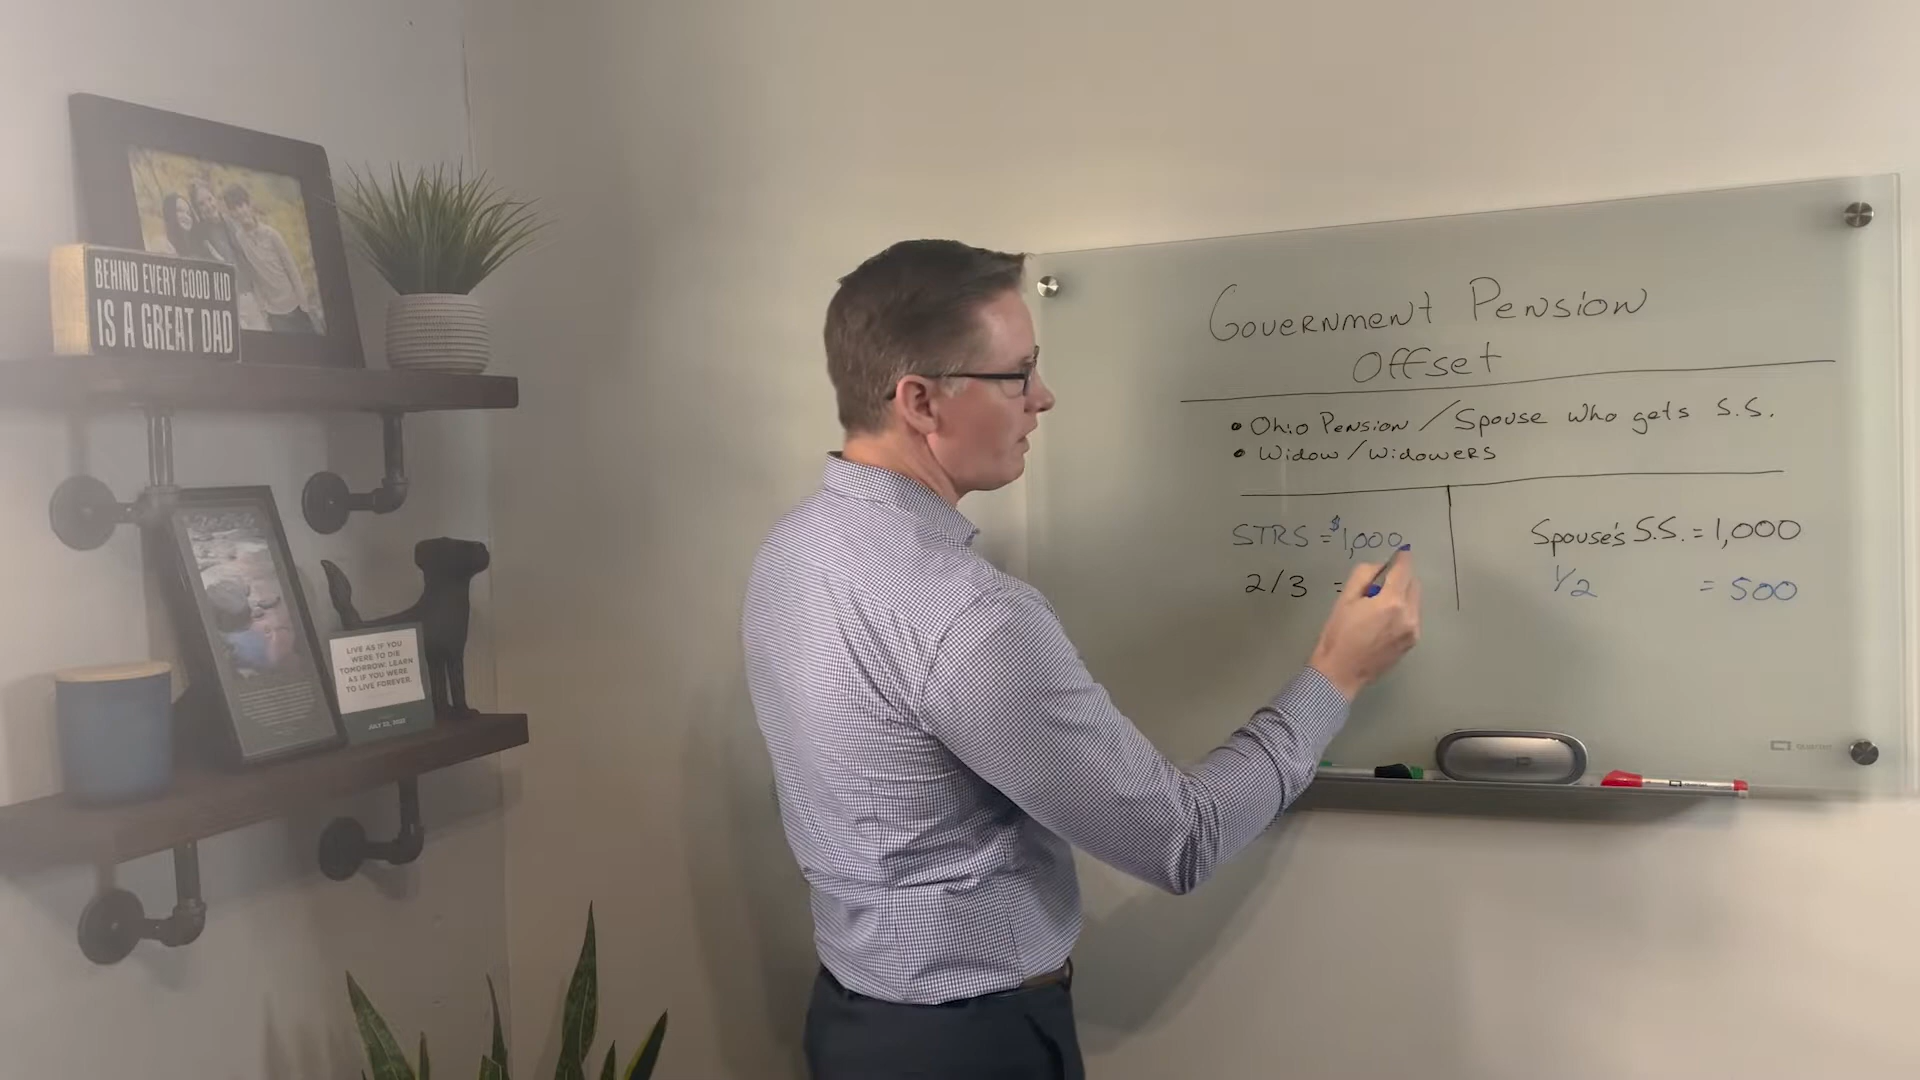 BEHIND EVERY GOOD KID
IS A GREAT DAD
LIVE AS IF YOU
WERE TO DIE
TOMORROW. LEARN
AS IF YOU WERE
TO LIVE FOREVER.
Government Pension
Offset
• Ohio Pension / Spouse who gets S.S.
• Widow / Widowers
STRS = $1,000
2/3 =
Spouse's S.S. = 1,000
1/2 = 500